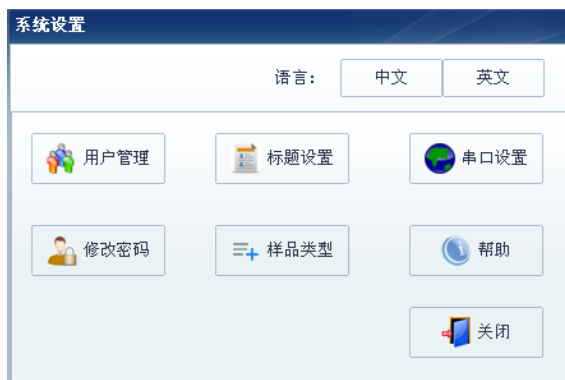 系统设置
语言： 中文 英文
用户管理 标题设置 串口设置
修改密码 样品类型 帮助
关闭